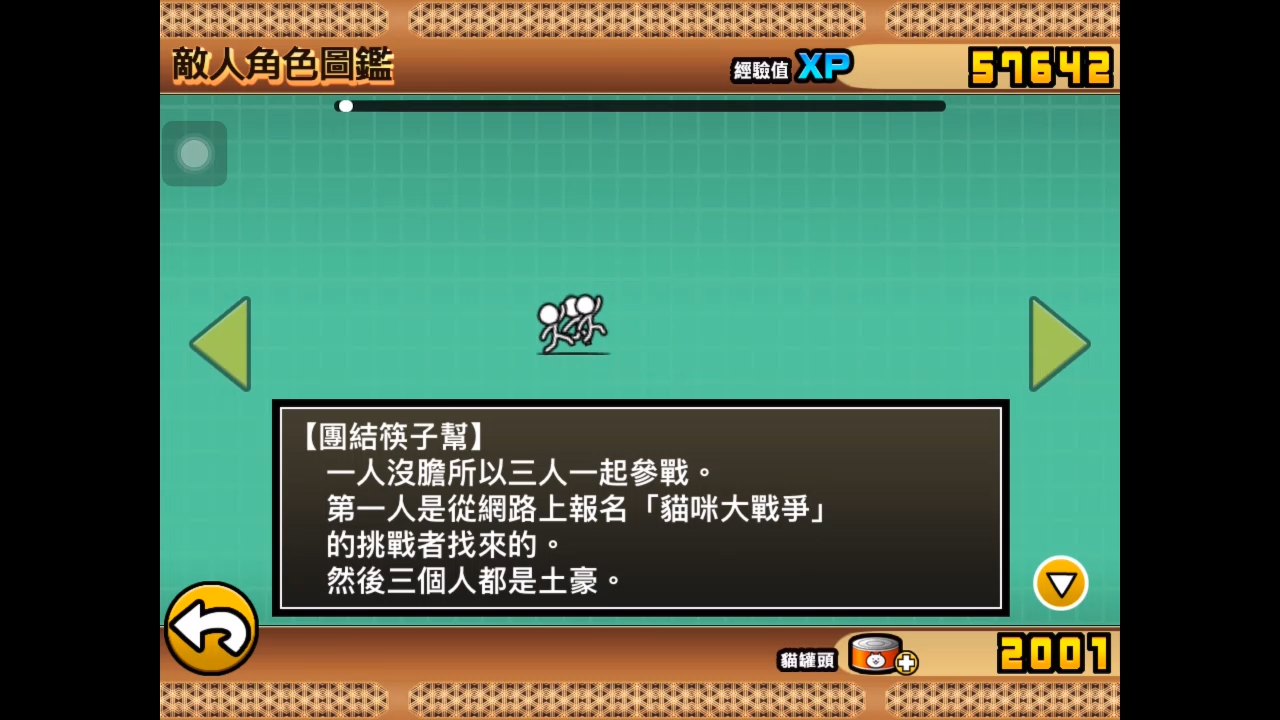 敵人角色圖鑑
經驗值 XP 57642
【團結筷子幫】
一人沒膽所以三人一起參戰。
第一人是從網路上報名「貓咪大戰爭」
的挑戰者找來的。
然後三個人都是土豪。
貓罐頭 2001